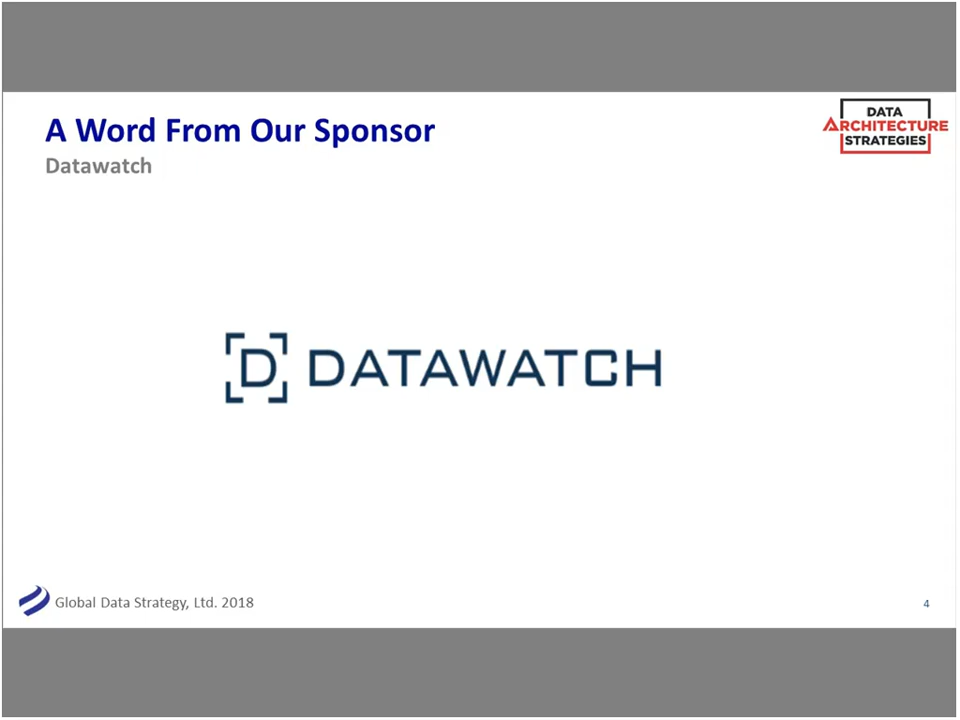 A Word From Our Sponsor
Datawatch
DATA
ARCHITECTURE
STRATEGIES
[D] DATAWATCH
Global Data Strategy, Ltd. 2018
4